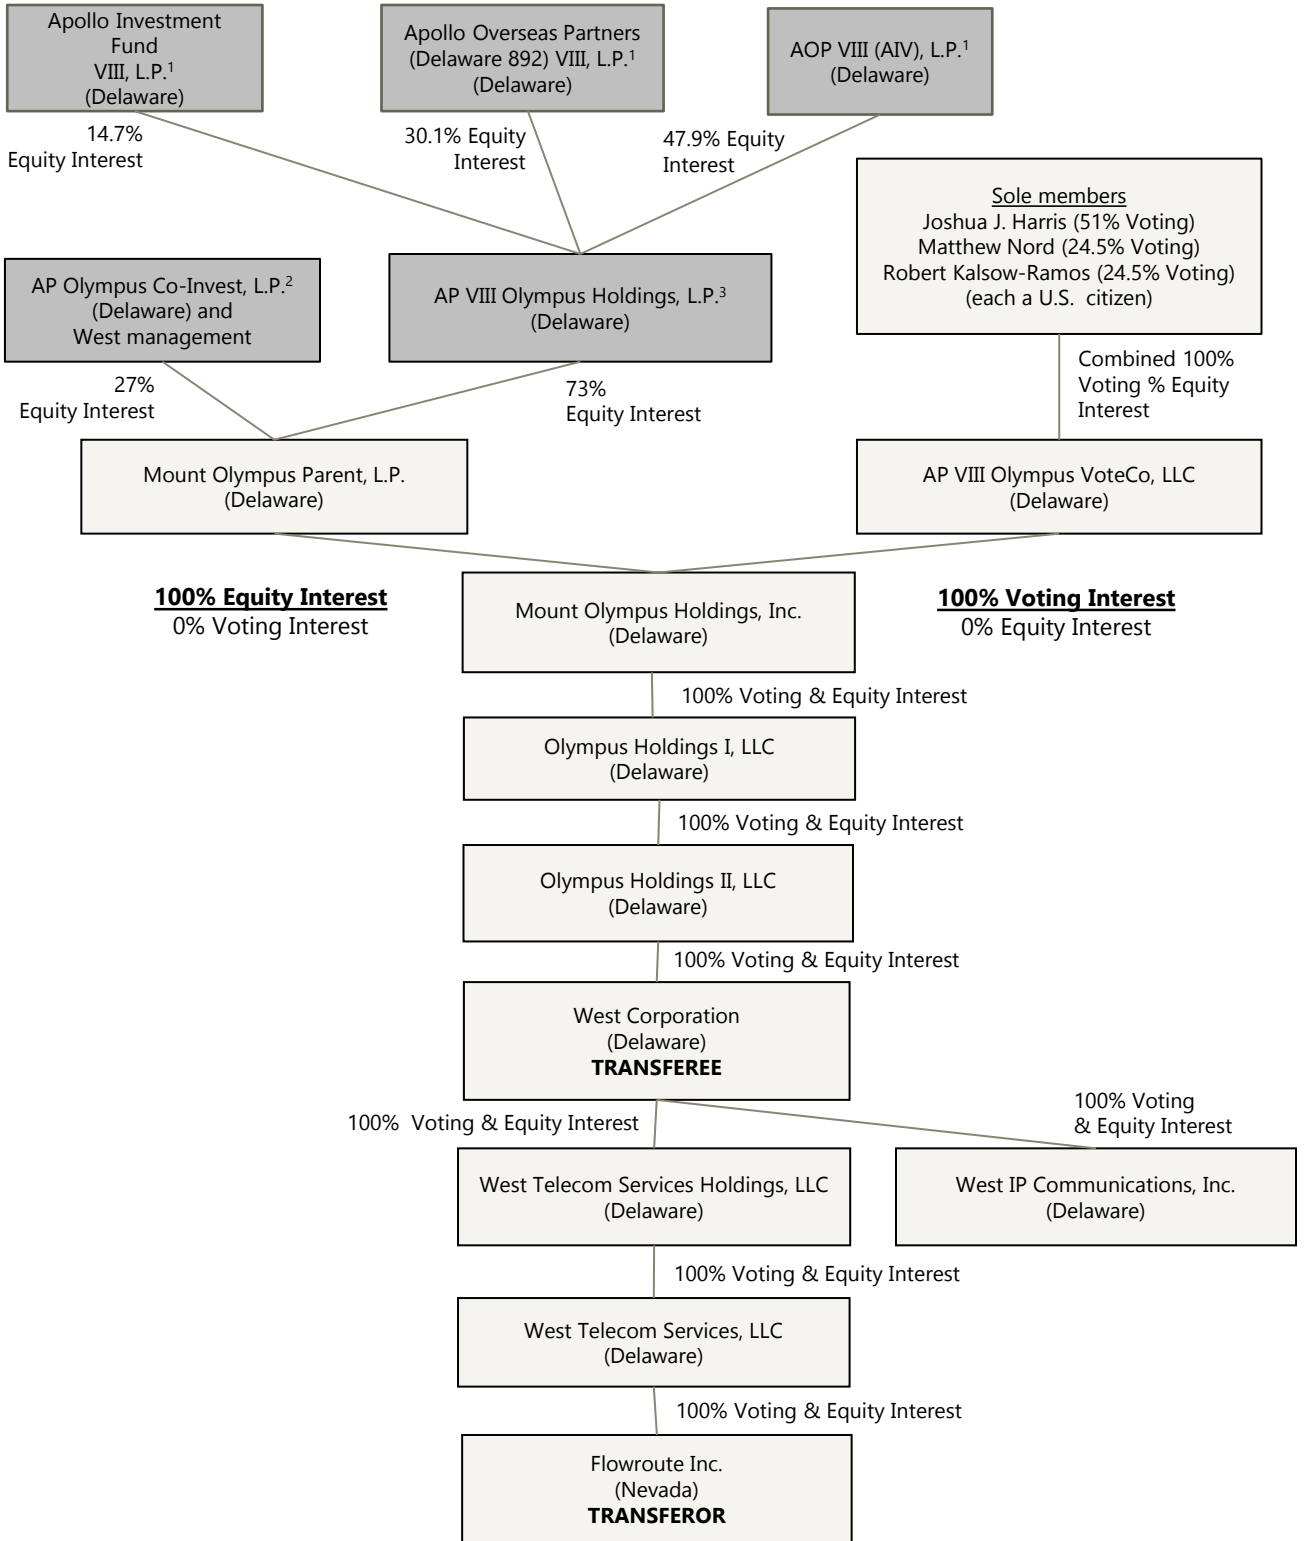 Apollo Investment
Fund
VIII, L.P.1
(Delaware)
Apollo Overseas Partners
(Delaware 892) VIII, L.P.1
(Delaware)
AOP VIII (AIV), L.P.1
(Delaware)
14.7%
Equity Interest
30.1% Equity
Interest
47.9% Equity
Interest
Sole members
Joshua J. Harris (51% Voting)
Matthew Nord (24.5% Voting)
Robert Kalsow-Ramos (24.5% Voting)
(each a U.S. citizen)
AP Olympus Co-Invest, L.P.2
(Delaware) and
West management
AP VIII Olympus Holdings, L.P.3
(Delaware)
27%
Equity Interest
73%
Equity Interest
Combined 100%
Voting % Equity
Interest
Mount Olympus Parent, L.P.
(Delaware)
AP VIII Olympus VoteCo, LLC
(Delaware)
100% Equity Interest
0% Voting Interest
Mount Olympus Holdings, Inc.
(Delaware)
100% Voting Interest
0% Equity Interest
100% Voting & Equity Interest
Olympus Holdings I, LLC
(Delaware)
100% Voting & Equity Interest
Olympus Holdings II, LLC
(Delaware)
100% Voting & Equity Interest
West Corporation
(Delaware)
TRANSFEREE
100% Voting & Equity Interest
100% Voting
& Equity Interest
West Telecom Services Holdings, LLC
(Delaware)
West IP Communications, Inc.
(Delaware)
100% Voting & Equity Interest
West Telecom Services, LLC
(Delaware)
100% Voting & Equity Interest
Flowroute Inc.
(Nevada)
TRANSFEROR